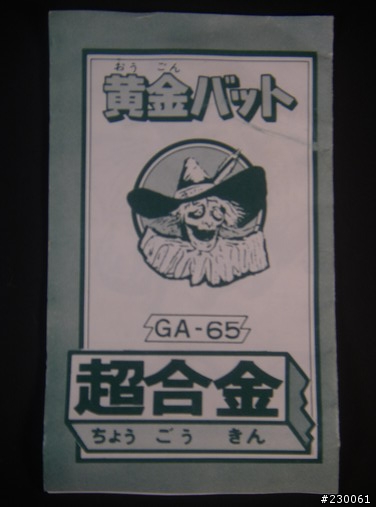 おう ごん
黄金バット
GA-65
超合金
ちょう ごう きん
#230061